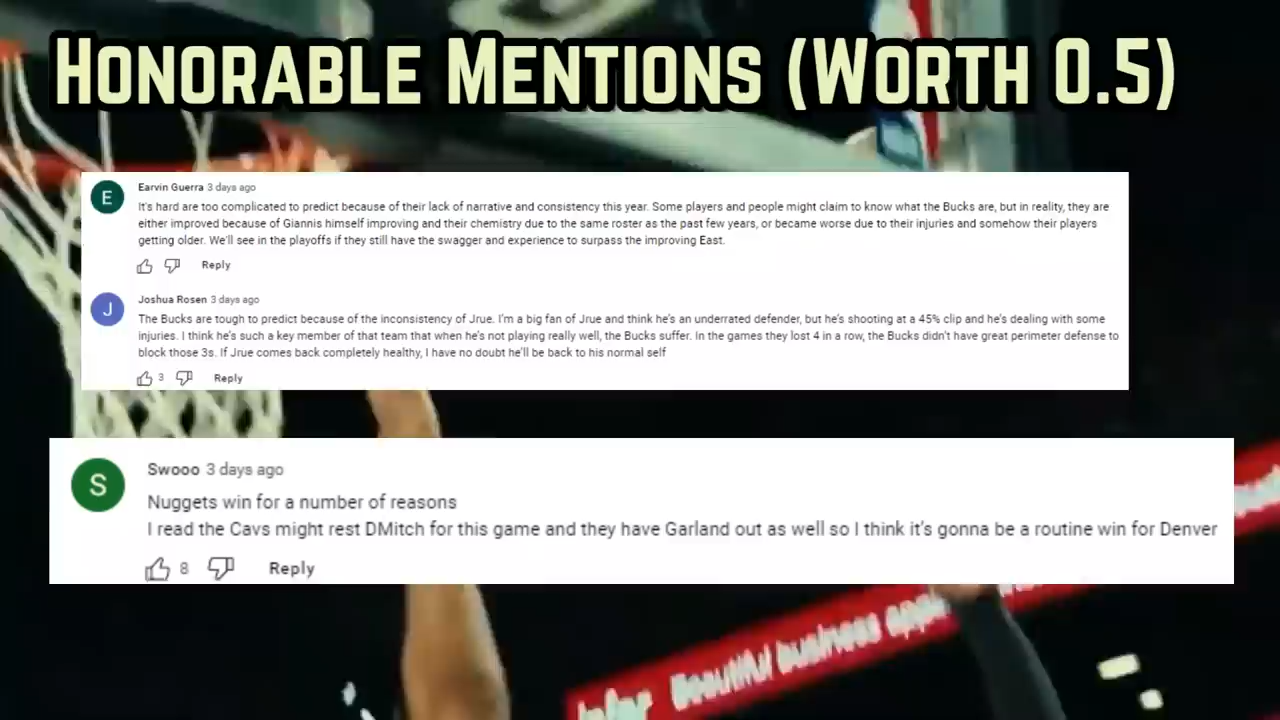 HONORABLE MENTIONS (WORTH 0.5)
E
Earvin Guerra 3 days ago
It's hard are too complicated to predict because of their lack of narrative and consistency this year. Some players and people might claim to know what the Bucks are, but in reality, they are
either improved because of Giannis himself improving and their chemistry due to the same roster as the past few years, or became worse due to their injuries and somehow their players
getting older. We'll see in the playoffs if they still have the swagger and experience to surpass the improving East.
Reply
J
Joshua Rosen 3 days ago
The Bucks are tough to predict because of the inconsistency of Jrue. I'm a big fan of Jrue and think he's an underrated defender, but he's shooting at a 45% clip and he's dealing with some
injuries. I think he's such a key member of that team that when he's not playing really well, the Bucks suffer. In the games they lost 4 in a row, the Bucks didn't have great perimeter defense to
block those 3s. If Jrue comes back completely healthy, I have no doubt he'll be back to his normal self
3 Reply
S
Swooo 3 days ago
Nuggets win for a number of reasons
I read the Cavs might rest DMitch for this game and they have Garland out as well so I think it's gonna be a routine win for Denver
8 Reply
Infor Beautiful business